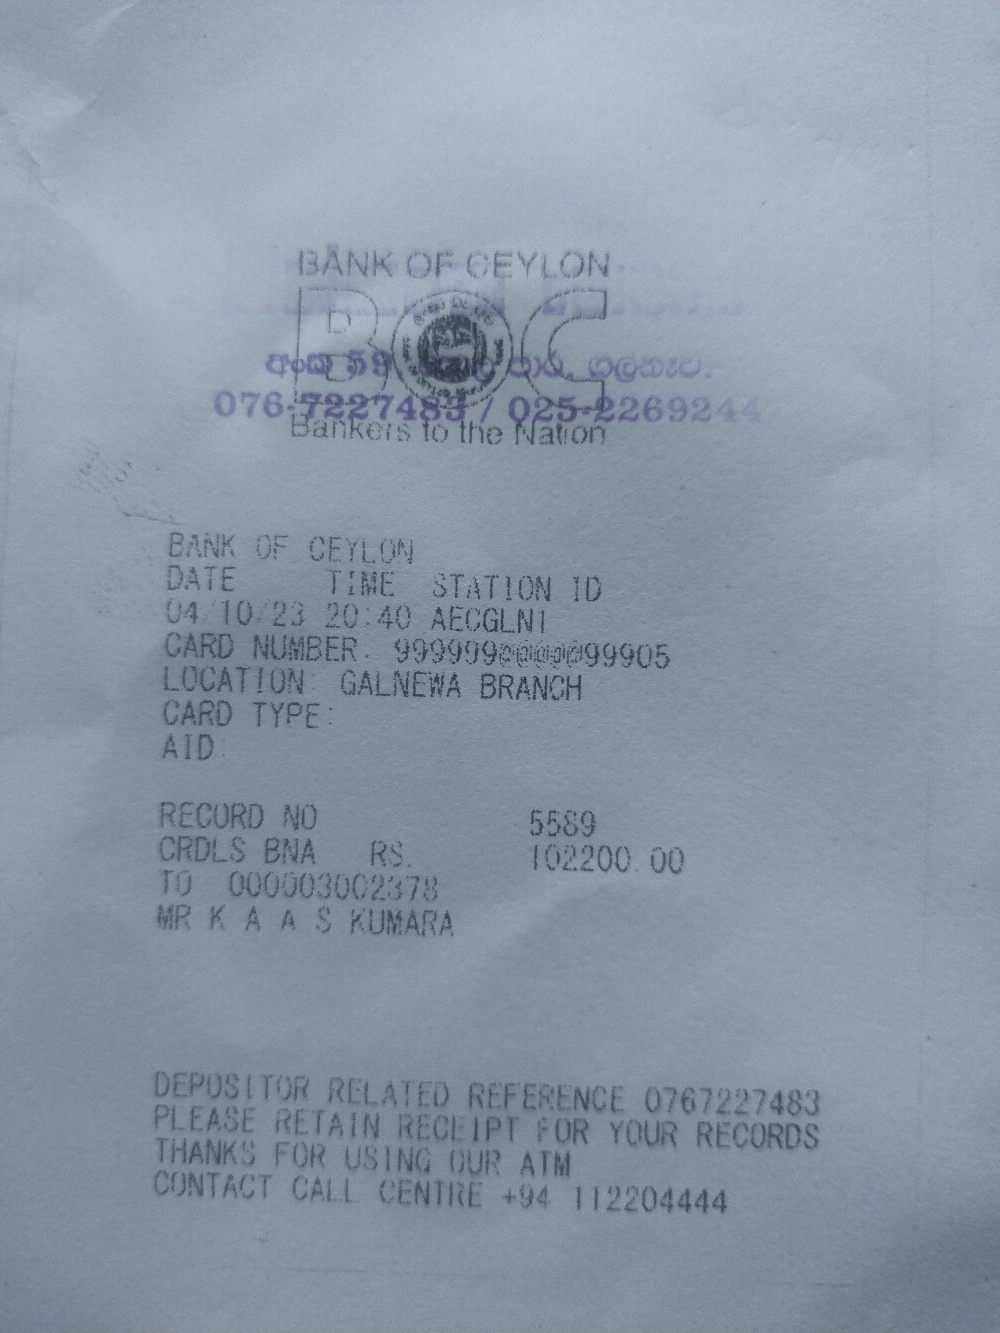 BANK OF CEYLON
BOC
අංක 59 පාර, ගලනෑව.
076-7227483 / 025-2269244
Bankers to the Nation
BANK OF CEYLON
DATE TIME STATION ID
04/10/23 20:40 AECGLN1
CARD NUMBER: 999999@@@@@99905
LOCATION: GALNEWA BRANCH
CARD TYPE:
AID:
RECORD NO 5589
CRDLS BNA RS. 102200.00
TO 000003002378
MR K A A S KUMARA
DEPOSITOR RELATED REFERENCE 0767227483
PLEASE RETAIN RECEIPT FOR YOUR RECORDS
THANKS FOR USING OUR ATM
CONTACT CALL CENTRE +94 112204444